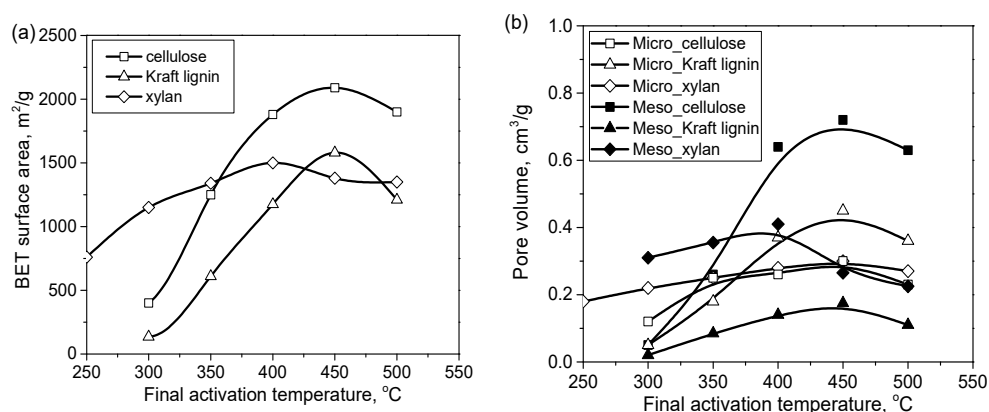 (a)
2500
2000
1500
1000
500
0
BET surface area, m²/g
cellulose
Kraft lignin
xylan
250 300 350 400 450 500 550
Final activation temperature, °C
(b)
1.0
0.8
0.6
0.4
0.2
0.0
Pore volume, cm³/g
Micro_cellulose
Micro_Kraft lignin
Micro_xylan
Meso_cellulose
Meso_Kraft lignin
Meso_xylan
250 300 350 400 450 500 550
Final activation temperature, °C